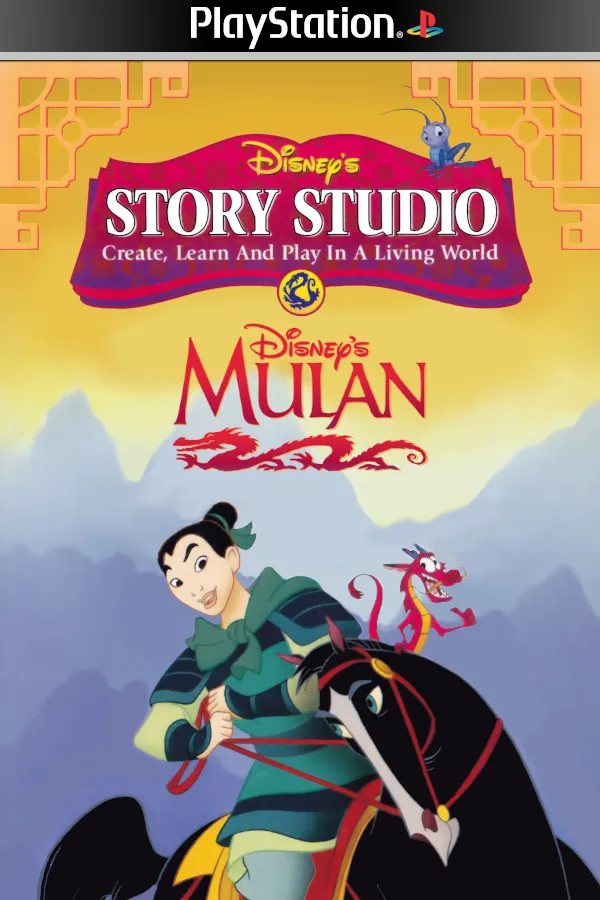 PlayStation®
Disney's
STORY STUDIO
Create, Learn And Play In A Living World
Disney's
MULAN